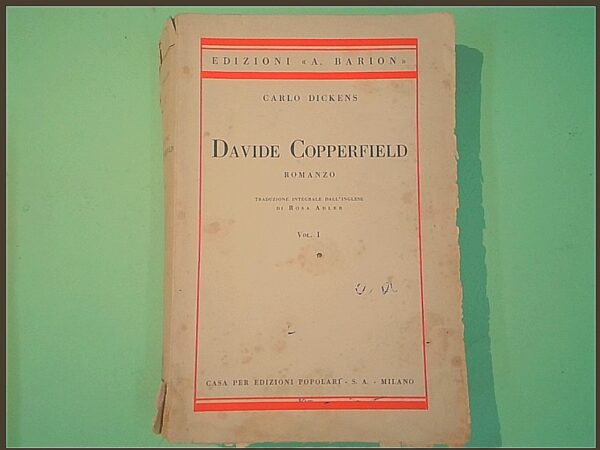 EDIZIONI «A. BARION»
CARLO DICKENS
DAVIDE COPPERFIELD
ROMANZO
TRADUZIONE INTEGRALE DALL'INGLESE
DI ROSA ADLER
VOL. I
CASA PER EDIZIONI POPOLARI - S. A. - MILANO